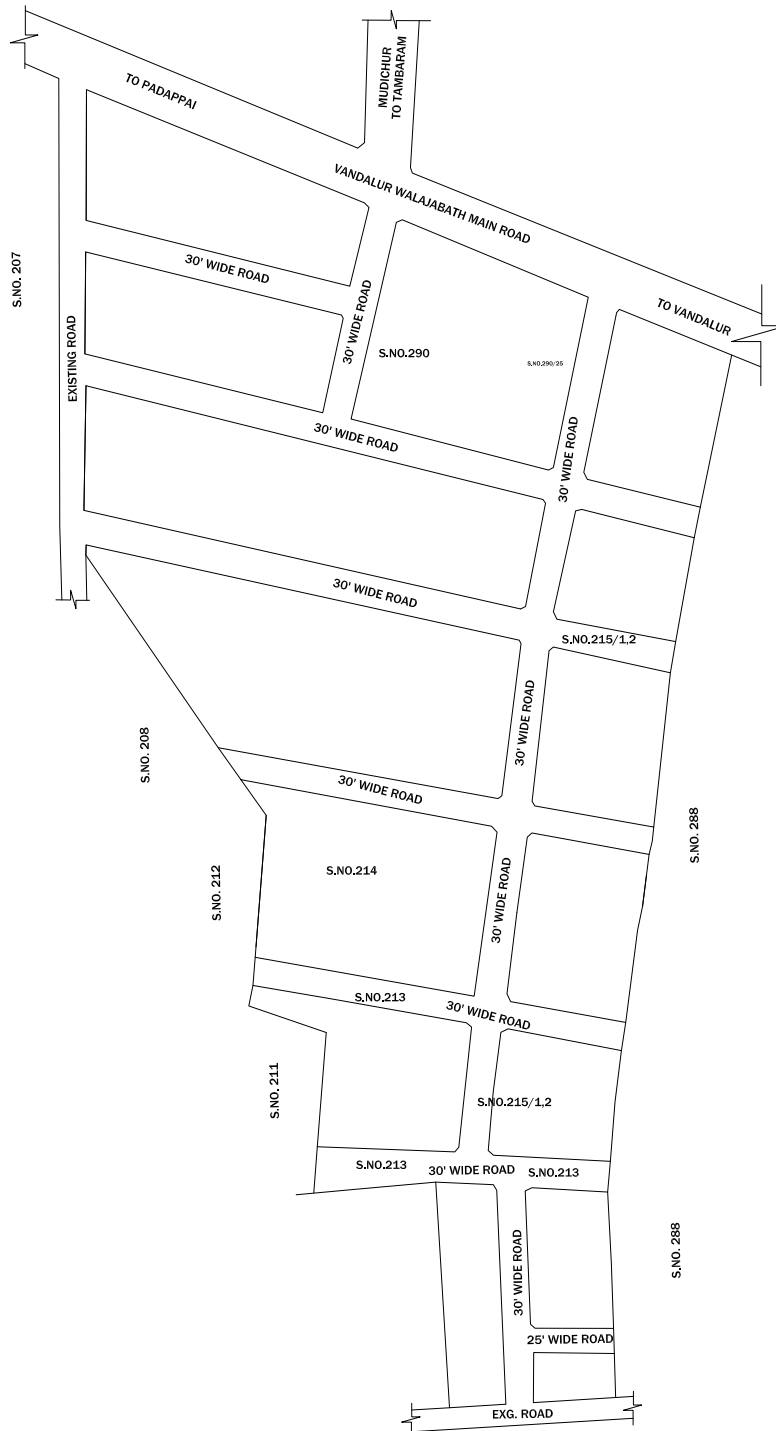 MUDICHUR
TO TAMBARAM
TO PADAPPAI
VANDALUR WALAJABATH MAIN ROAD
TO VANDALUR
S.NO. 207
EXISTING ROAD
30' WIDE ROAD
30' WIDE ROAD
S.NO.290
S.NO.290/25
30' WIDE ROAD
30' WIDE ROAD
30' WIDE ROAD
S.NO.215/1,2
30' WIDE ROAD
S.NO. 208
30' WIDE ROAD
S.NO. 288
S.NO. 212
S.NO.214
30' WIDE ROAD
S.NO.213
30' WIDE ROAD
S.NO. 211
S.NO.215/1,2
S.NO.213
30' WIDE ROAD
S.NO.213
S.NO. 288
30' WIDE ROAD
25' WIDE ROAD
EXG. ROAD